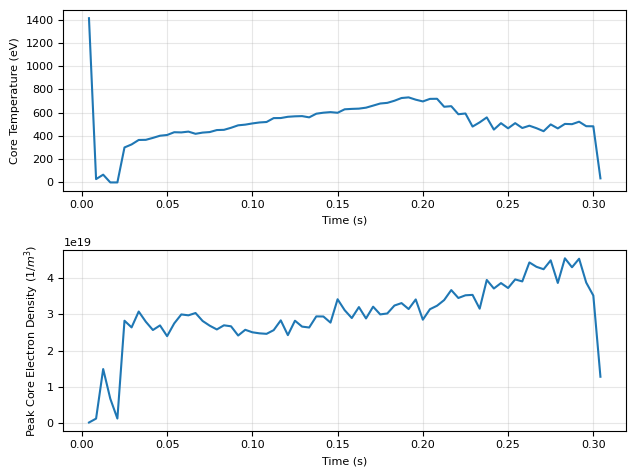 1400
1200
1000
800
600
400
200
0
Core Temperature (eV)
0.00 0.05 0.10 0.15 0.20 0.25 0.30
Time (s)
1e19
4
3
2
1
0
Peak Core Electron Density (1/m³)
0.00 0.05 0.10 0.15 0.20 0.25 0.30
Time (s)